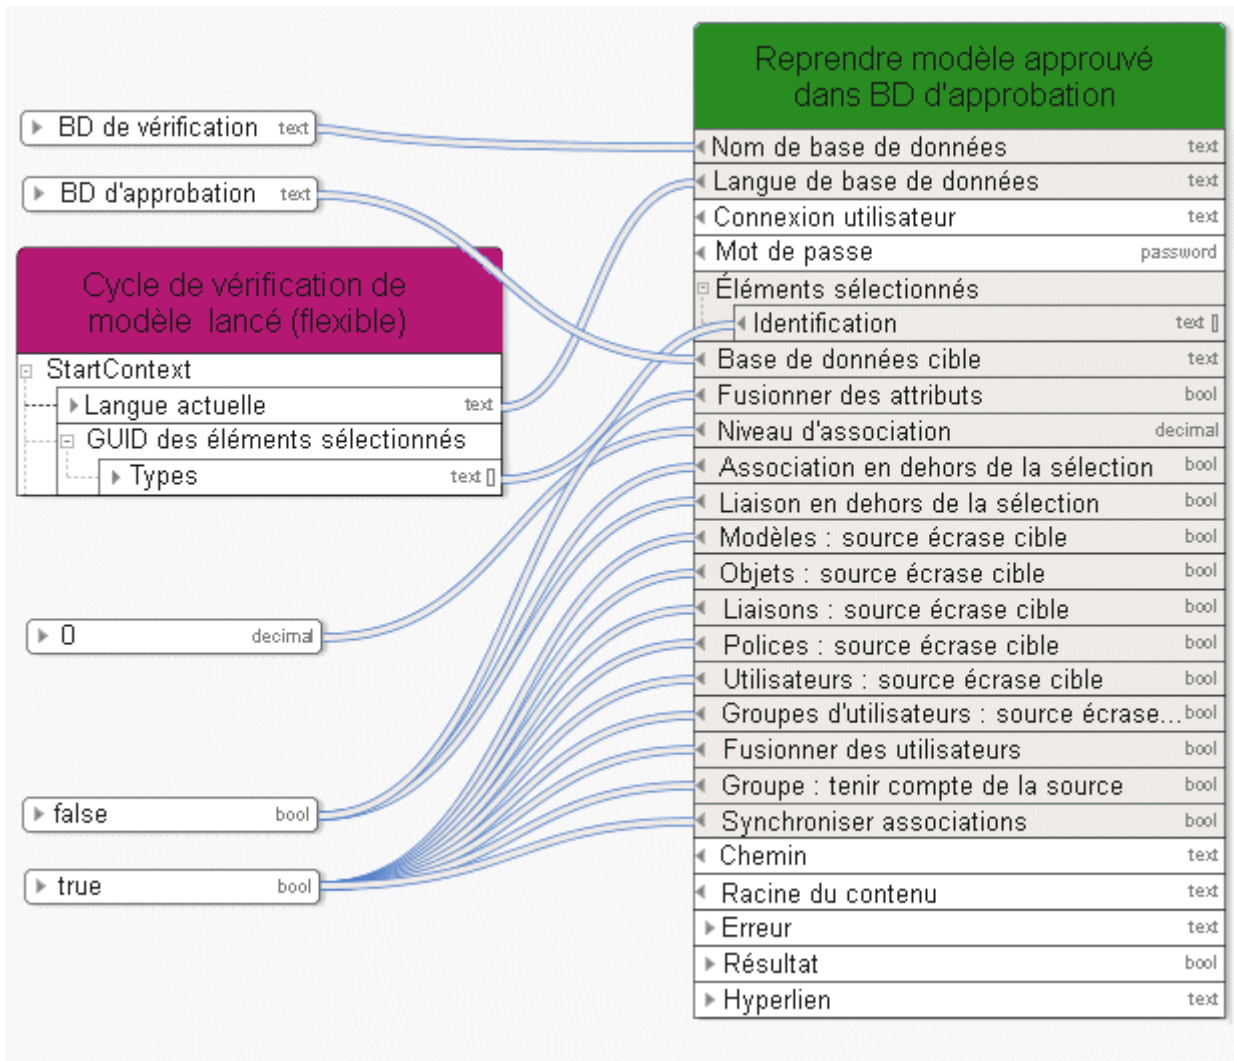 BD de vérification text
BD d'approbation text
Cycle de vérification de
modèle lancé (flexible)
StartContext
Langue actuelle text
GUID des éléments sélectionnés
Types text []
0 decimal
false bool
true bool
Reprendre modèle approuvé
dans BD d'approbation
Nom de base de données text
Langue de base de données text
Connexion utilisateur text
Mot de passe password
Éléments sélectionnés
Identification text []
Base de données cible text
Fusionner des attributs bool
Niveau d'association decimal
Association en dehors de la sélection bool
Liaison en dehors de la sélection bool
Modèles : source écrase cible bool
Objets : source écrase cible bool
Liaisons : source écrase cible bool
Polices : source écrase cible bool
Utilisateurs : source écrase cible bool
Groupes d'utilisateurs : source écrase... bool
Fusionner des utilisateurs bool
Groupe : tenir compte de la source bool
Synchroniser associations bool
Chemin text
Racine du contenu text
Erreur text
Résultat bool
Hyperlien text